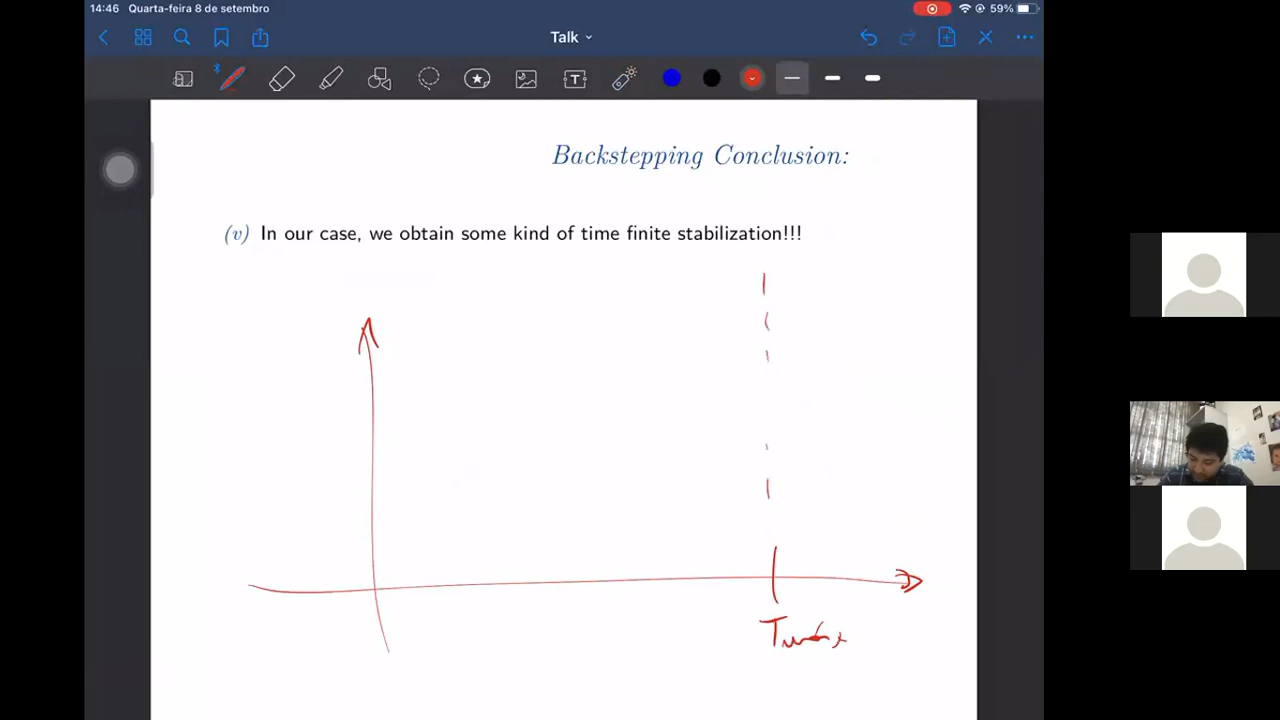 14:46 Quarta-feira 8 de setembro
59%
Talk
T
Backstepping Conclusion:
(v) In our case, we obtain some kind of time finite stabilization!!!